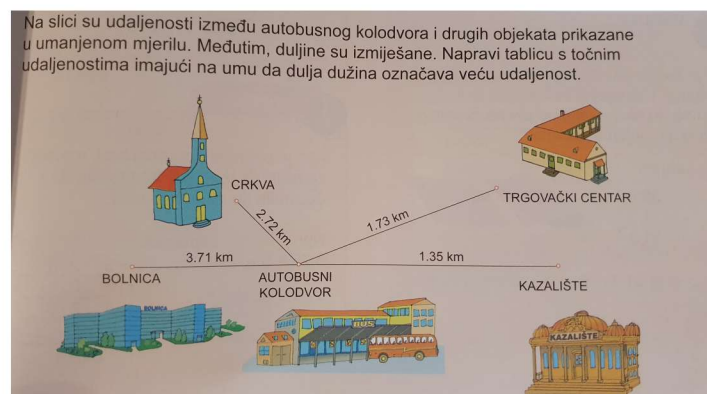 Na slici su udaljenosti između autobusnog kolodvora i drugih objekata prikazane
u umanjenom mjerilu. Međutim, duljine su izmiješane. Napravi tablicu s točnim
udaljenostima imajući na umu da dulja dužina označava veću udaljenost.
CRKVA
TRGOVAČKI CENTAR
2.72 km
1.73 km
3.71 km
1.35 km
BOLNICA
AUTOBUSNI
KOLODVOR
KAZALIŠTE
BOLNICA
BUS
KAZALIŠTE